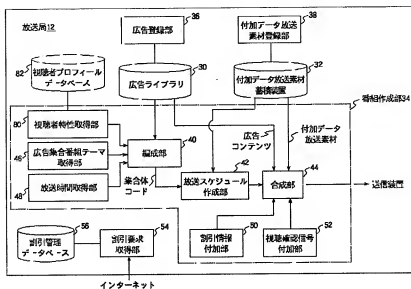 放送局12
36
広告登録部
38
付加データ放送
素材登録部
82
視聴者プロフィール
データベース
30
広告ライブラリ
32
付加データ放送素材
蓄積装置
番組作成部34
80
視聴者特性取得部
46
広告集合番組テーマ
取得部
48
放送時間取得部
40
編成部
集合体
コード
42
放送スケジュール
作成部
広告
コンテンツ
付加データ
放送素材
44
合成部
送信装置
50
割引情報
付加部
52
視聴確認信号
付加部
56
割引管理
データベース
54
割引要求
取得部
インターネット